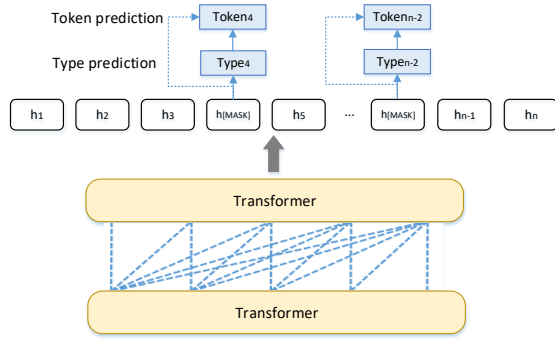 Token prediction Token4 Tokenn-2
Type prediction Type4 Typen-2
h1 h2 h3 h[MASK] h5 ... h[MASK] hn-1 hn
Transformer
Transformer